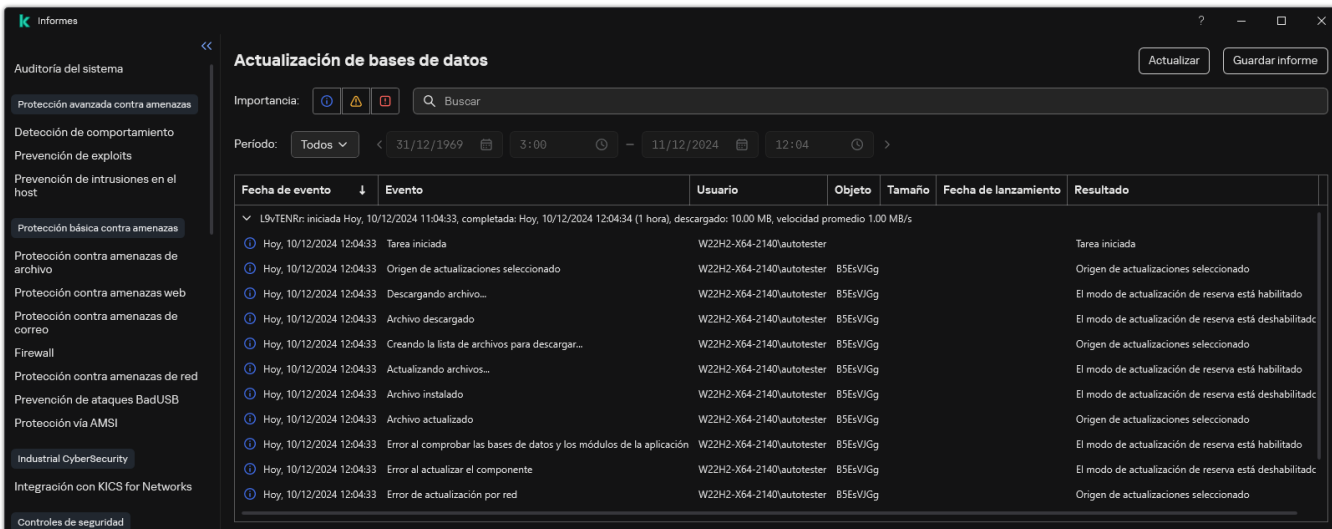 Informes
Auditoría del sistema
Protección avanzada contra amenazas
Detección de comportamiento
Prevención de exploits
Prevención de intrusiones en el
host
Protección básica contra amenazas
Protección contra amenazas de
archivo
Protección contra amenazas web
Protección contra amenazas de
correo
Firewall
Protección contra amenazas de red
Prevención de ataques BadUSB
Protección vía AMSI
Industrial CyberSecurity
Integración con KICS for Networks
Controles de seguridad
Actualización de bases de datos
Actualizar Guardar informe
Importancia: Buscar
Período: Todos 31/12/1969 3:00 – 11/12/2024 12:04
Fecha de evento ↓ Evento Usuario Objeto Tamaño Fecha de lanzamiento Resultado
L9vTENRr: iniciada Hoy, 10/12/2024 11:04:33, completada: Hoy, 10/12/2024 12:04:34 (1 hora), descargado: 10.00 MB, velocidad promedio 1.00 MB/s
Hoy, 10/12/2024 12:04:33 Tarea iniciada W22H2-X64-2140\autotester Tarea iniciada
Hoy, 10/12/2024 12:04:33 Origen de actualizaciones seleccionado W22H2-X64-2140\autotester B5EsVJGg Origen de actualizaciones seleccionado
Hoy, 10/12/2024 12:04:33 Descargando archivo... W22H2-X64-2140\autotester B5EsVJGg El modo de actualización de reserva está habilitado
Hoy, 10/12/2024 12:04:33 Archivo descargado W22H2-X64-2140\autotester B5EsVJGg El modo de actualización de reserva está deshabilitado
Hoy, 10/12/2024 12:04:33 Creando la lista de archivos para descargar... W22H2-X64-2140\autotester B5EsVJGg Origen de actualizaciones seleccionado
Hoy, 10/12/2024 12:04:33 Actualizando archivos... W22H2-X64-2140\autotester B5EsVJGg El modo de actualización de reserva está habilitado
Hoy, 10/12/2024 12:04:33 Archivo instalado W22H2-X64-2140\autotester B5EsVJGg El modo de actualización de reserva está deshabilitado
Hoy, 10/12/2024 12:04:33 Archivo actualizado W22H2-X64-2140\autotester B5EsVJGg Origen de actualizaciones seleccionado
Hoy, 10/12/2024 12:04:33 Error al comprobar las bases de datos y los módulos de la aplicación W22H2-X64-2140\autotester B5EsVJGg El modo de actualización de reserva está habilitado
Hoy, 10/12/2024 12:04:33 Error al actualizar el componente W22H2-X64-2140\autotester B5EsVJGg El modo de actualización de reserva está deshabilitado
Hoy, 10/12/2024 12:04:33 Error de actualización por red W22H2-X64-2140\autotester B5EsVJGg Origen de actualizaciones seleccionado